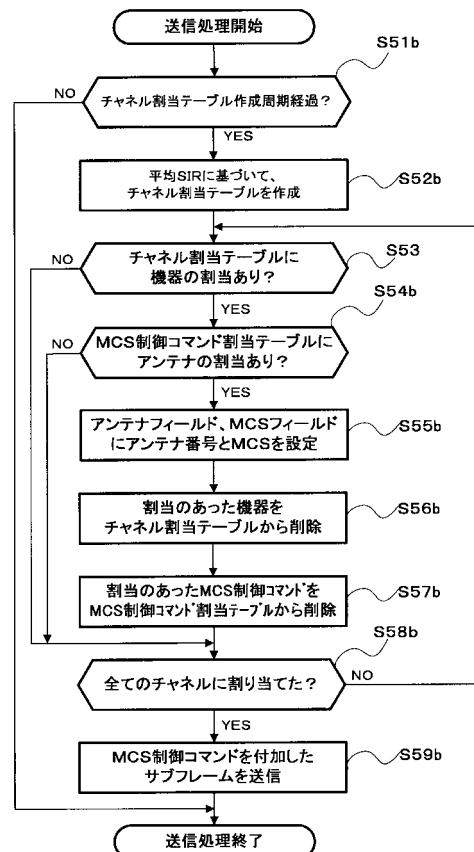 送信処理開始
S51b
チャネル割当テーブル作成周期経過？
NO
YES
平均SIRに基づいて、
チャネル割当テーブルを作成
S52b
チャネル割当テーブルに
機器の割当あり？
S53
NO
YES
S54b
MCS制御コマンド割当テーブルに
アンテナの割当あり？
NO
YES
アンテナフィールド、MCSフィールド
にアンテナ番号とMCSを設定
S55b
割当のあった機器を
チャネル割当テーブルから削除
S56b
割当のあったMCS制御コマンドを
MCS制御コマンド割当テーブルから削除
S57b
S58b
全てのチャネルに割り当てた？
NO
YES
MCS制御コマンドを付加した
サブフレームを送信
S59b
送信処理終了